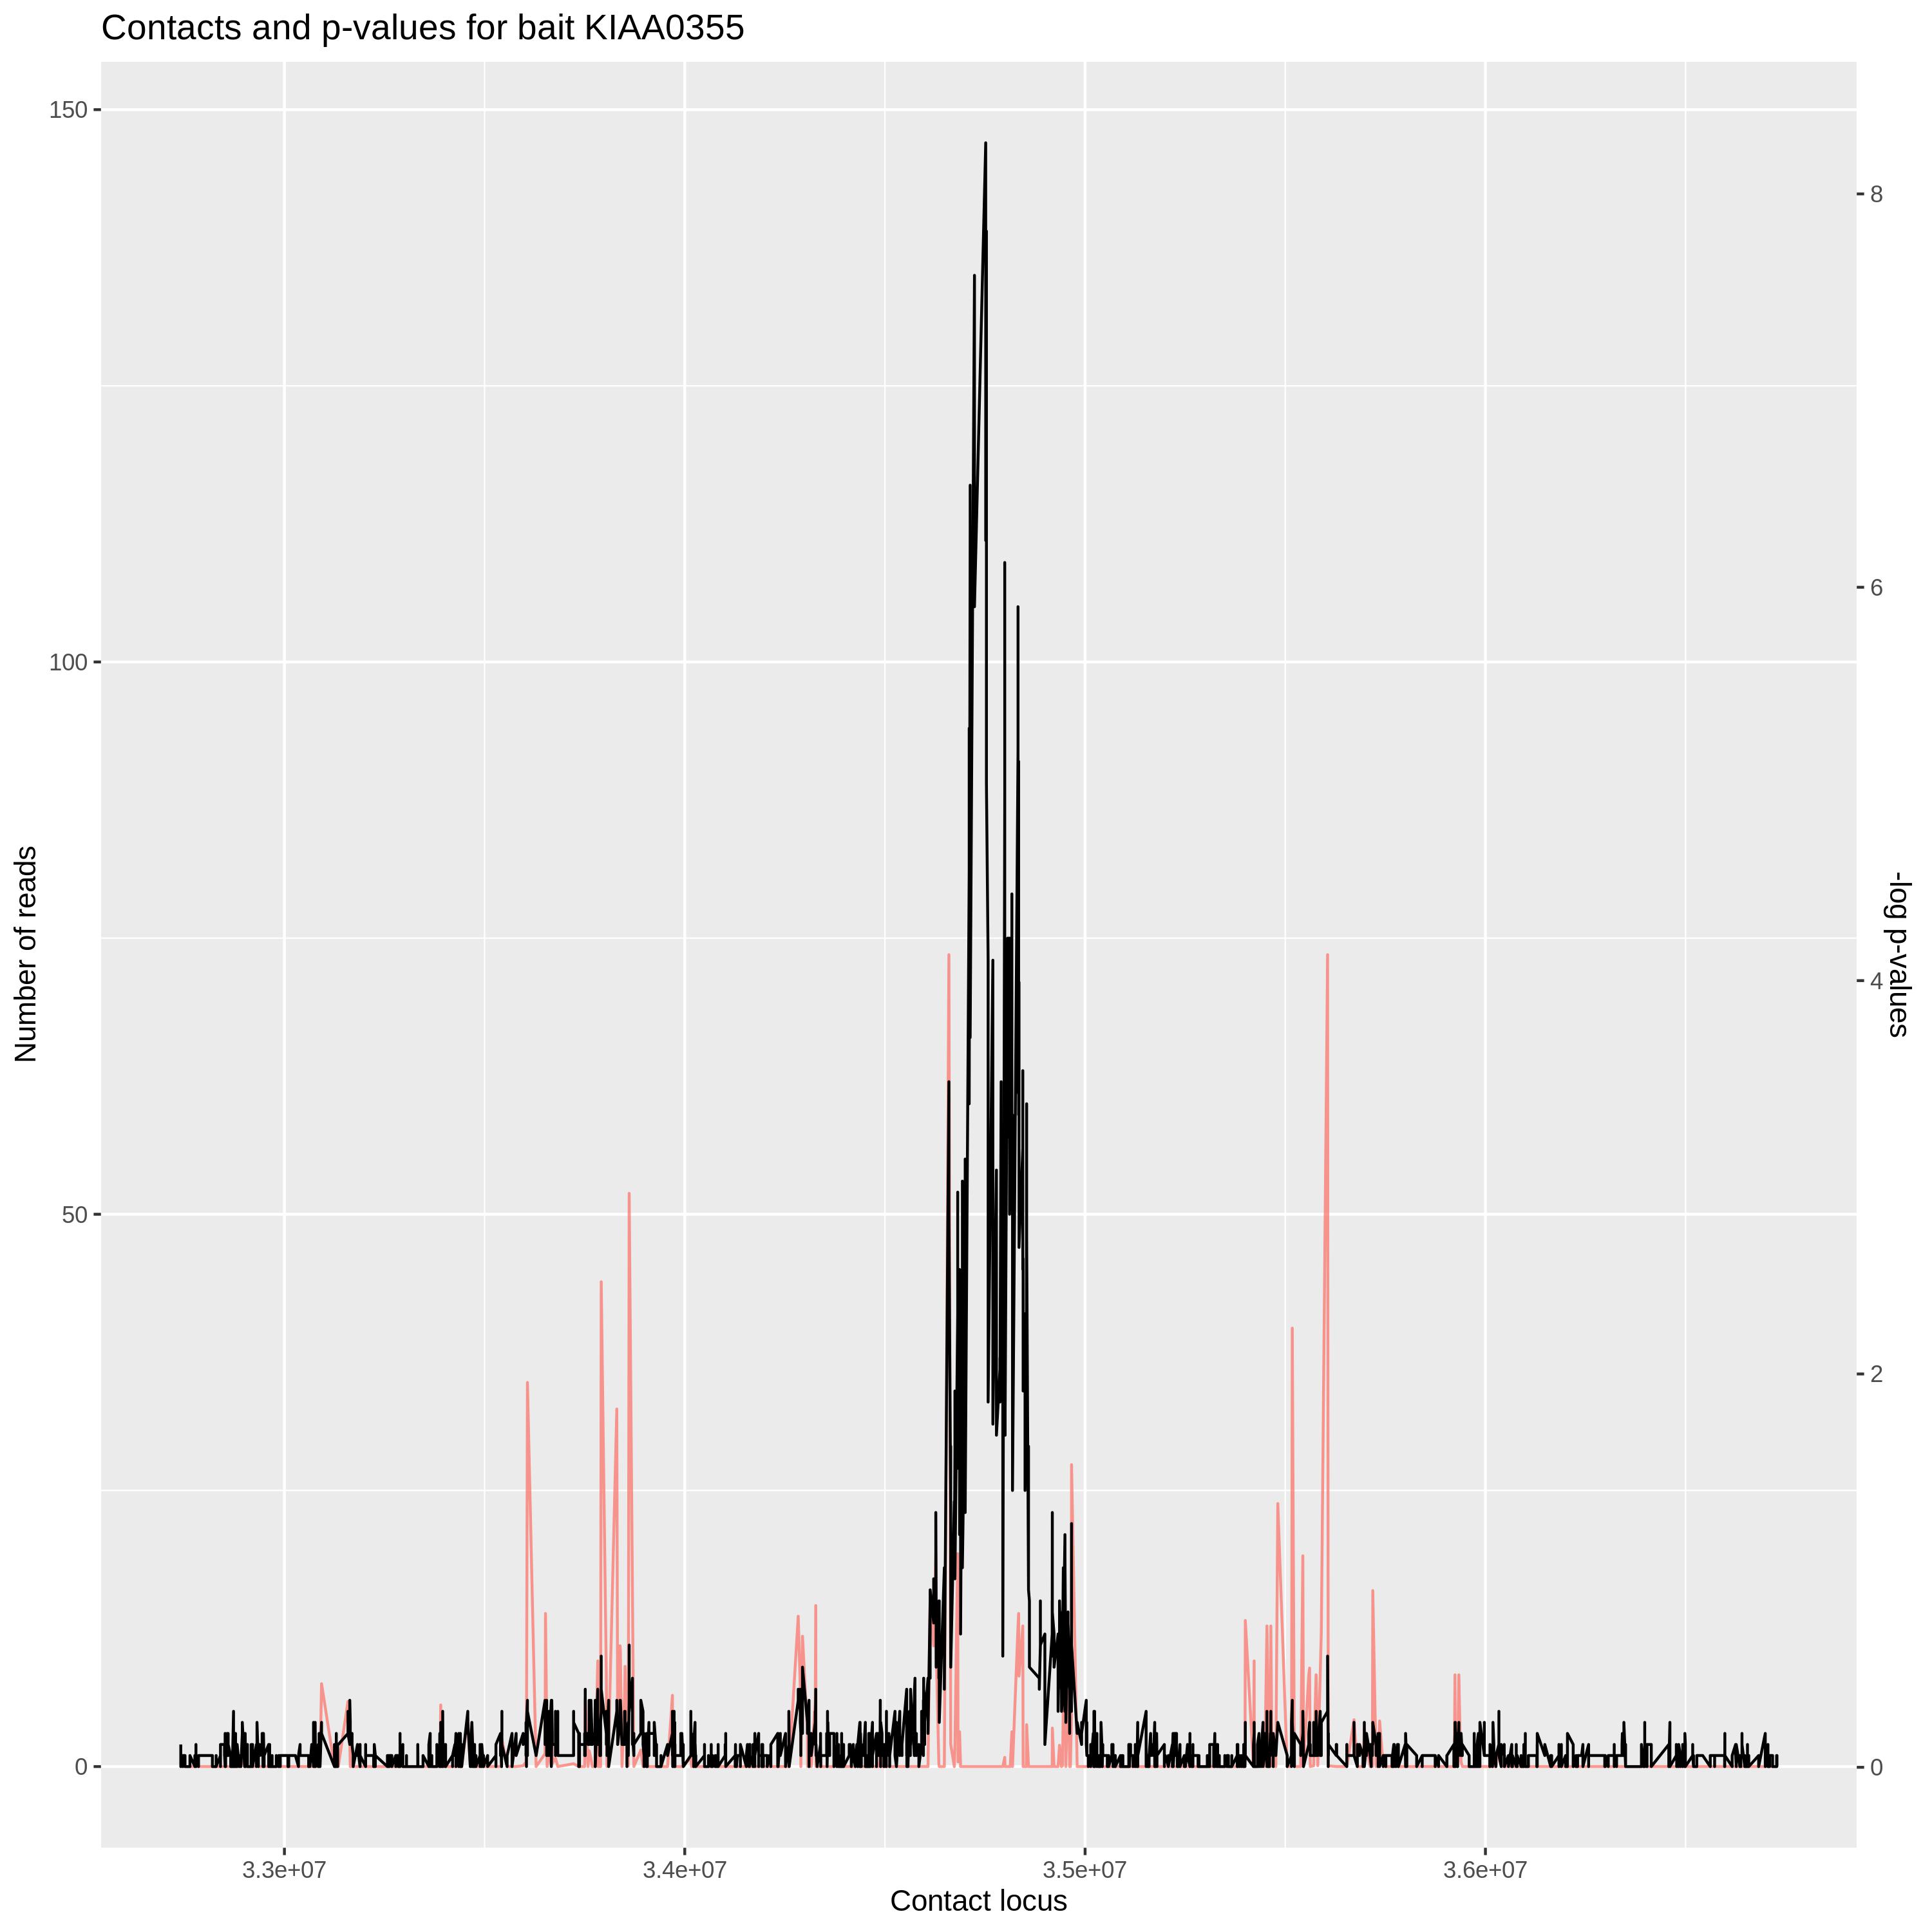 Contacts and p-values for bait KIAA0355
150
100
50
0
Number of reads
8
6
4
2
0
-log p-values
3.3e+07
3.4e+07
3.5e+07
3.6e+07
Contact locus